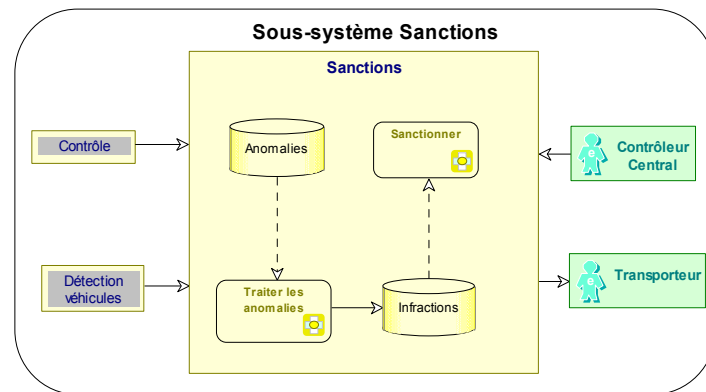 Sous-système Sanctions
Sanctions
Contrôle
Anomalies
Sanctionner
Contrôleur
Central
Détection
véhicules
Traiter les
anomalies
Infractions
Transporteur